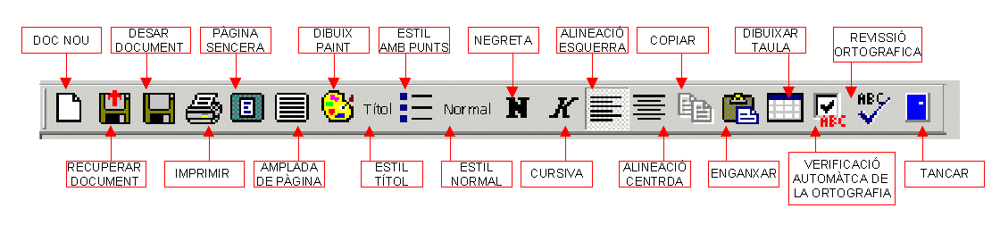 DOC NOU
DESAR
DOCUMENT
PÀGINA
SENCERA
DIBUIX
PAINT
ESTIL
AMB PUNTS
NEGRETA
ALINEACIÓ
ESQUERRA
COPIAR
DIBUIXAR
TAULA
REVISSIÓ
ORTOGRAFICA
Títol
Normal
N
K
ABC
ABC
RECUPERAR
DOCUMENT
IMPRIMIR
AMPLADA
DE PÀGINA
ESTIL
TÍTOL
ESTIL
NORMAL
CURSIVA
ALINEACIÓ
CENTRDA
ENGANXAR
VERIFICACIÓ
AUTOMÀTCA DE
LA ORTOGRAFIA
TANCAR